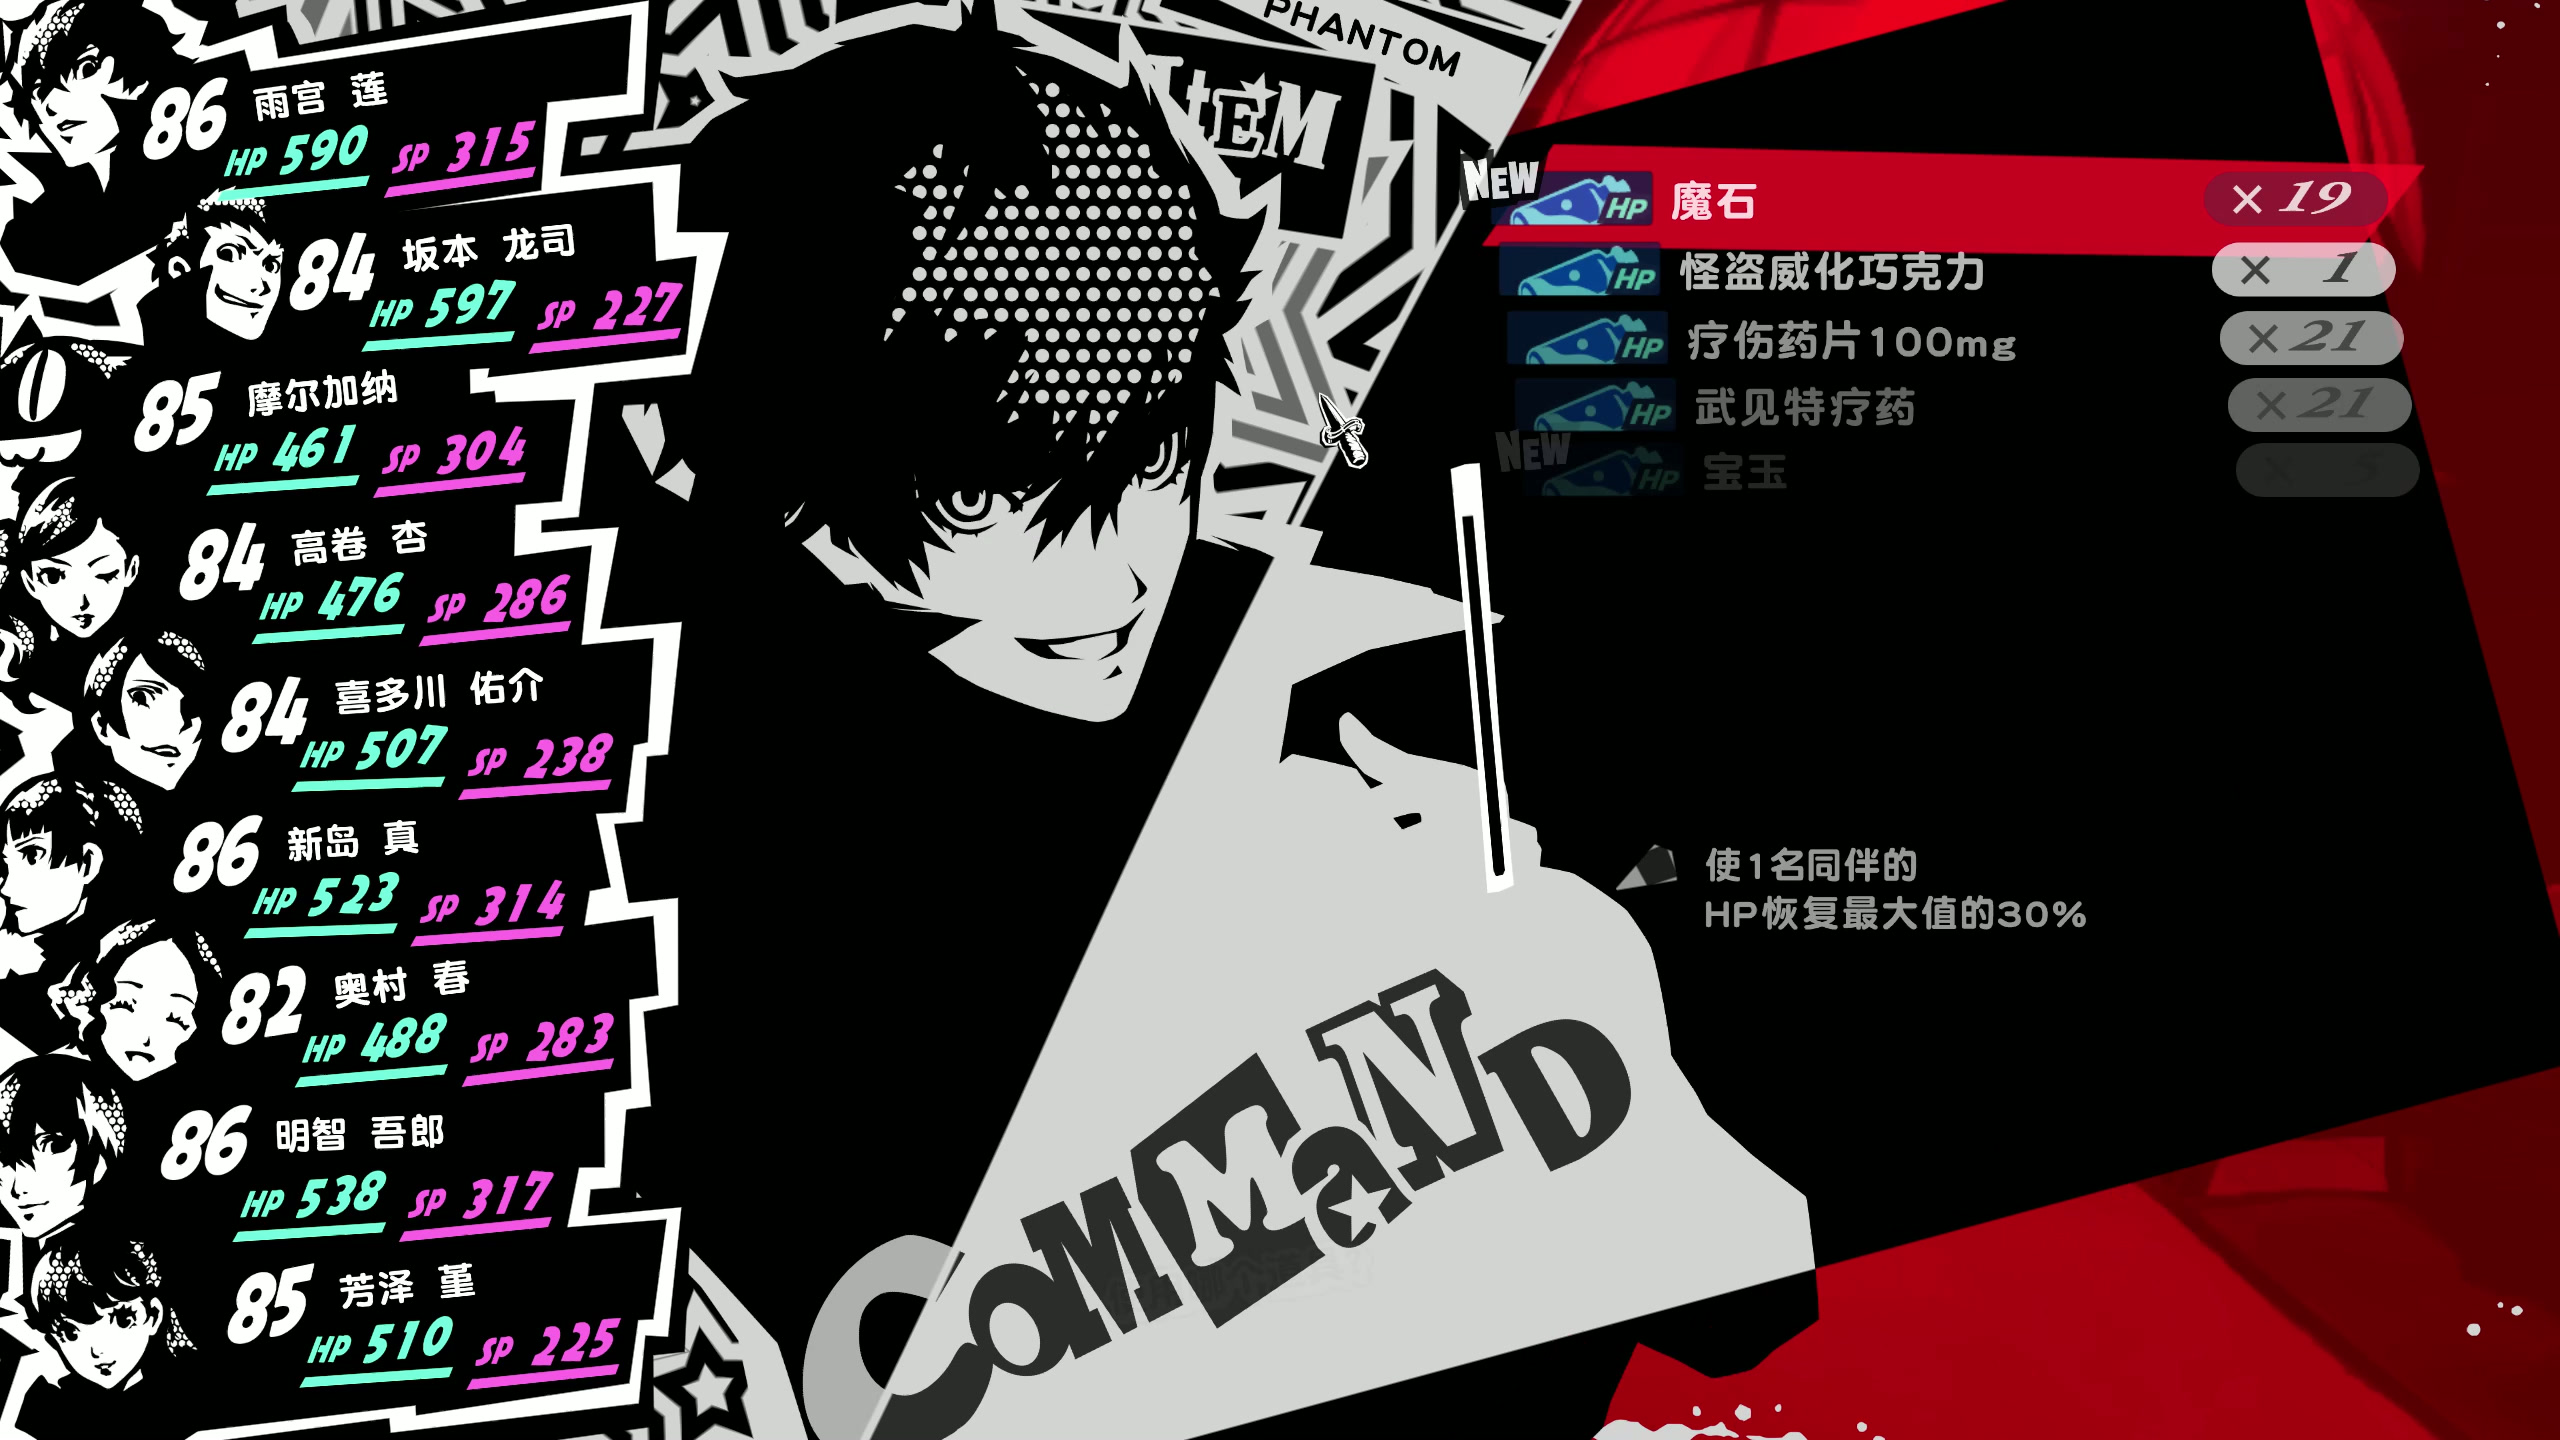 86 雨宫 莲
HP 590 SP 315
84 坂本 龙司
HP 597 SP 227
85 摩尔加纳
HP 461 SP 304
84 高卷 杏
HP 476 SP 286
84 喜多川 佑介
HP 507 SP 238
86 新岛 真
HP 523 SP 314
82 奥村 春
HP 488 SP 283
86 明智 吾郎
HP 538 SP 317
85 芳泽 堇
HP 510 SP 225
PHANTOM
ITEM
NEW HP 魔石 × 19
HP 怪盗威化巧克力 × 1
HP 疗伤药片100mg × 21
HP 武见特疗药 × 21
NEW HP 宝玉 × 5
使1名同伴的
HP恢复最大值的30%
COMMaND